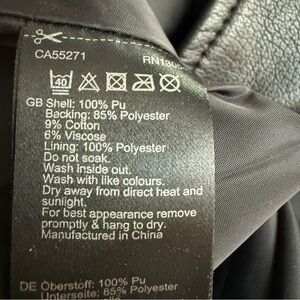 CA55271
RN130
40
GB Shell: 100% Pu
Backing: 85% Polyester
9% Cotton
6% Viscose
Lining: 100% Polyester
Do not soak.
Wash inside out.
Wash with like colours.
Dry away from direct heat and
sunlight.
For best appearance remove
promptly & hang to dry.
Manufactured in China
DE Oberstoff: 100% Pu
Unterseite: 85% Polyester